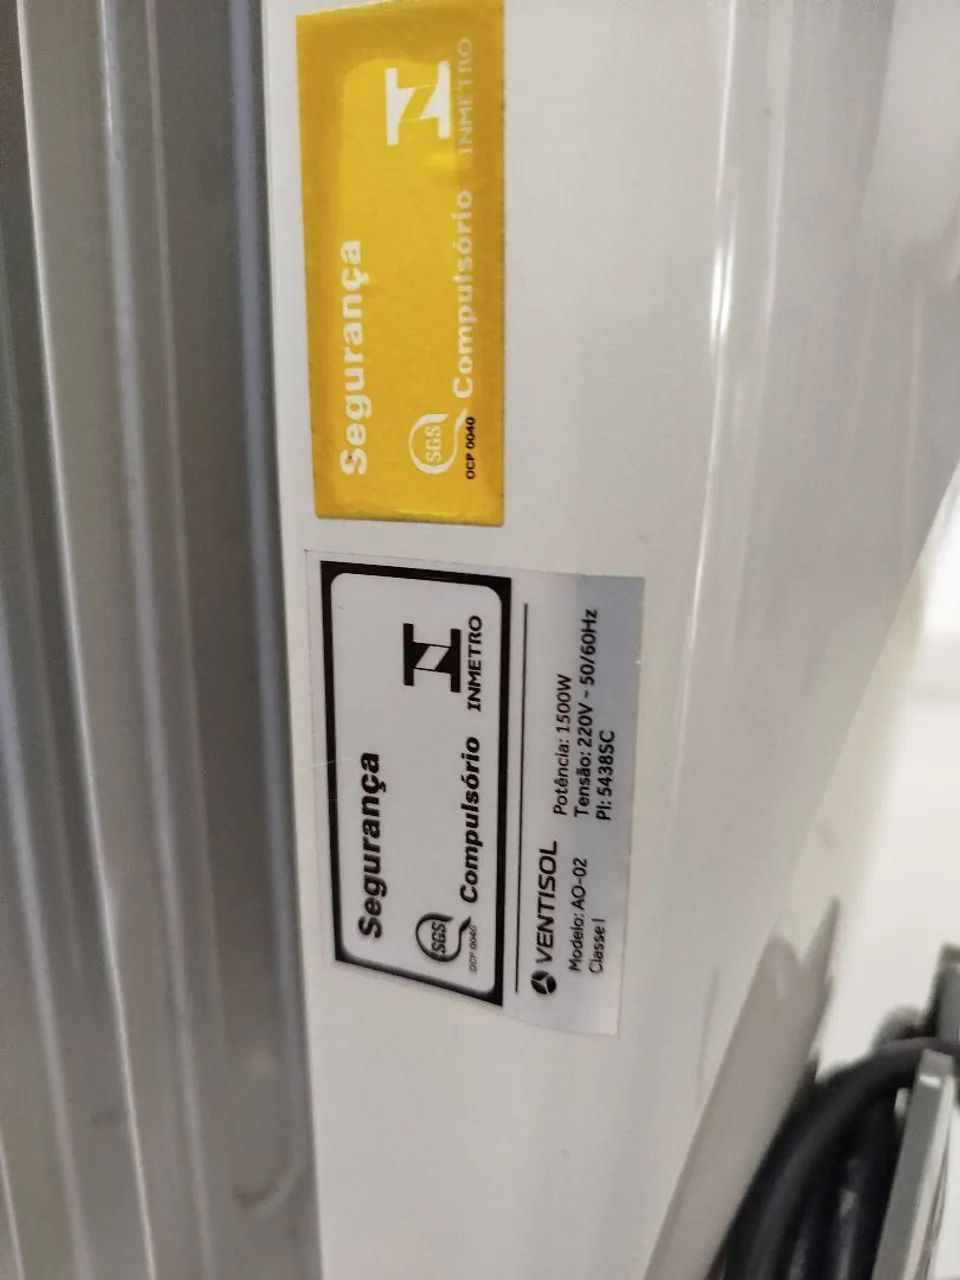 Segurança
SGS
OCP 0040
Compulsório
INMETRO
Segurança
SGS
OCP 0040
Compulsório
INMETRO
VENTISOL
Modelo: AO-02
Classe I
Potência: 1500W
Tensão: 220V ~ 50/60Hz
PI: 5438SC